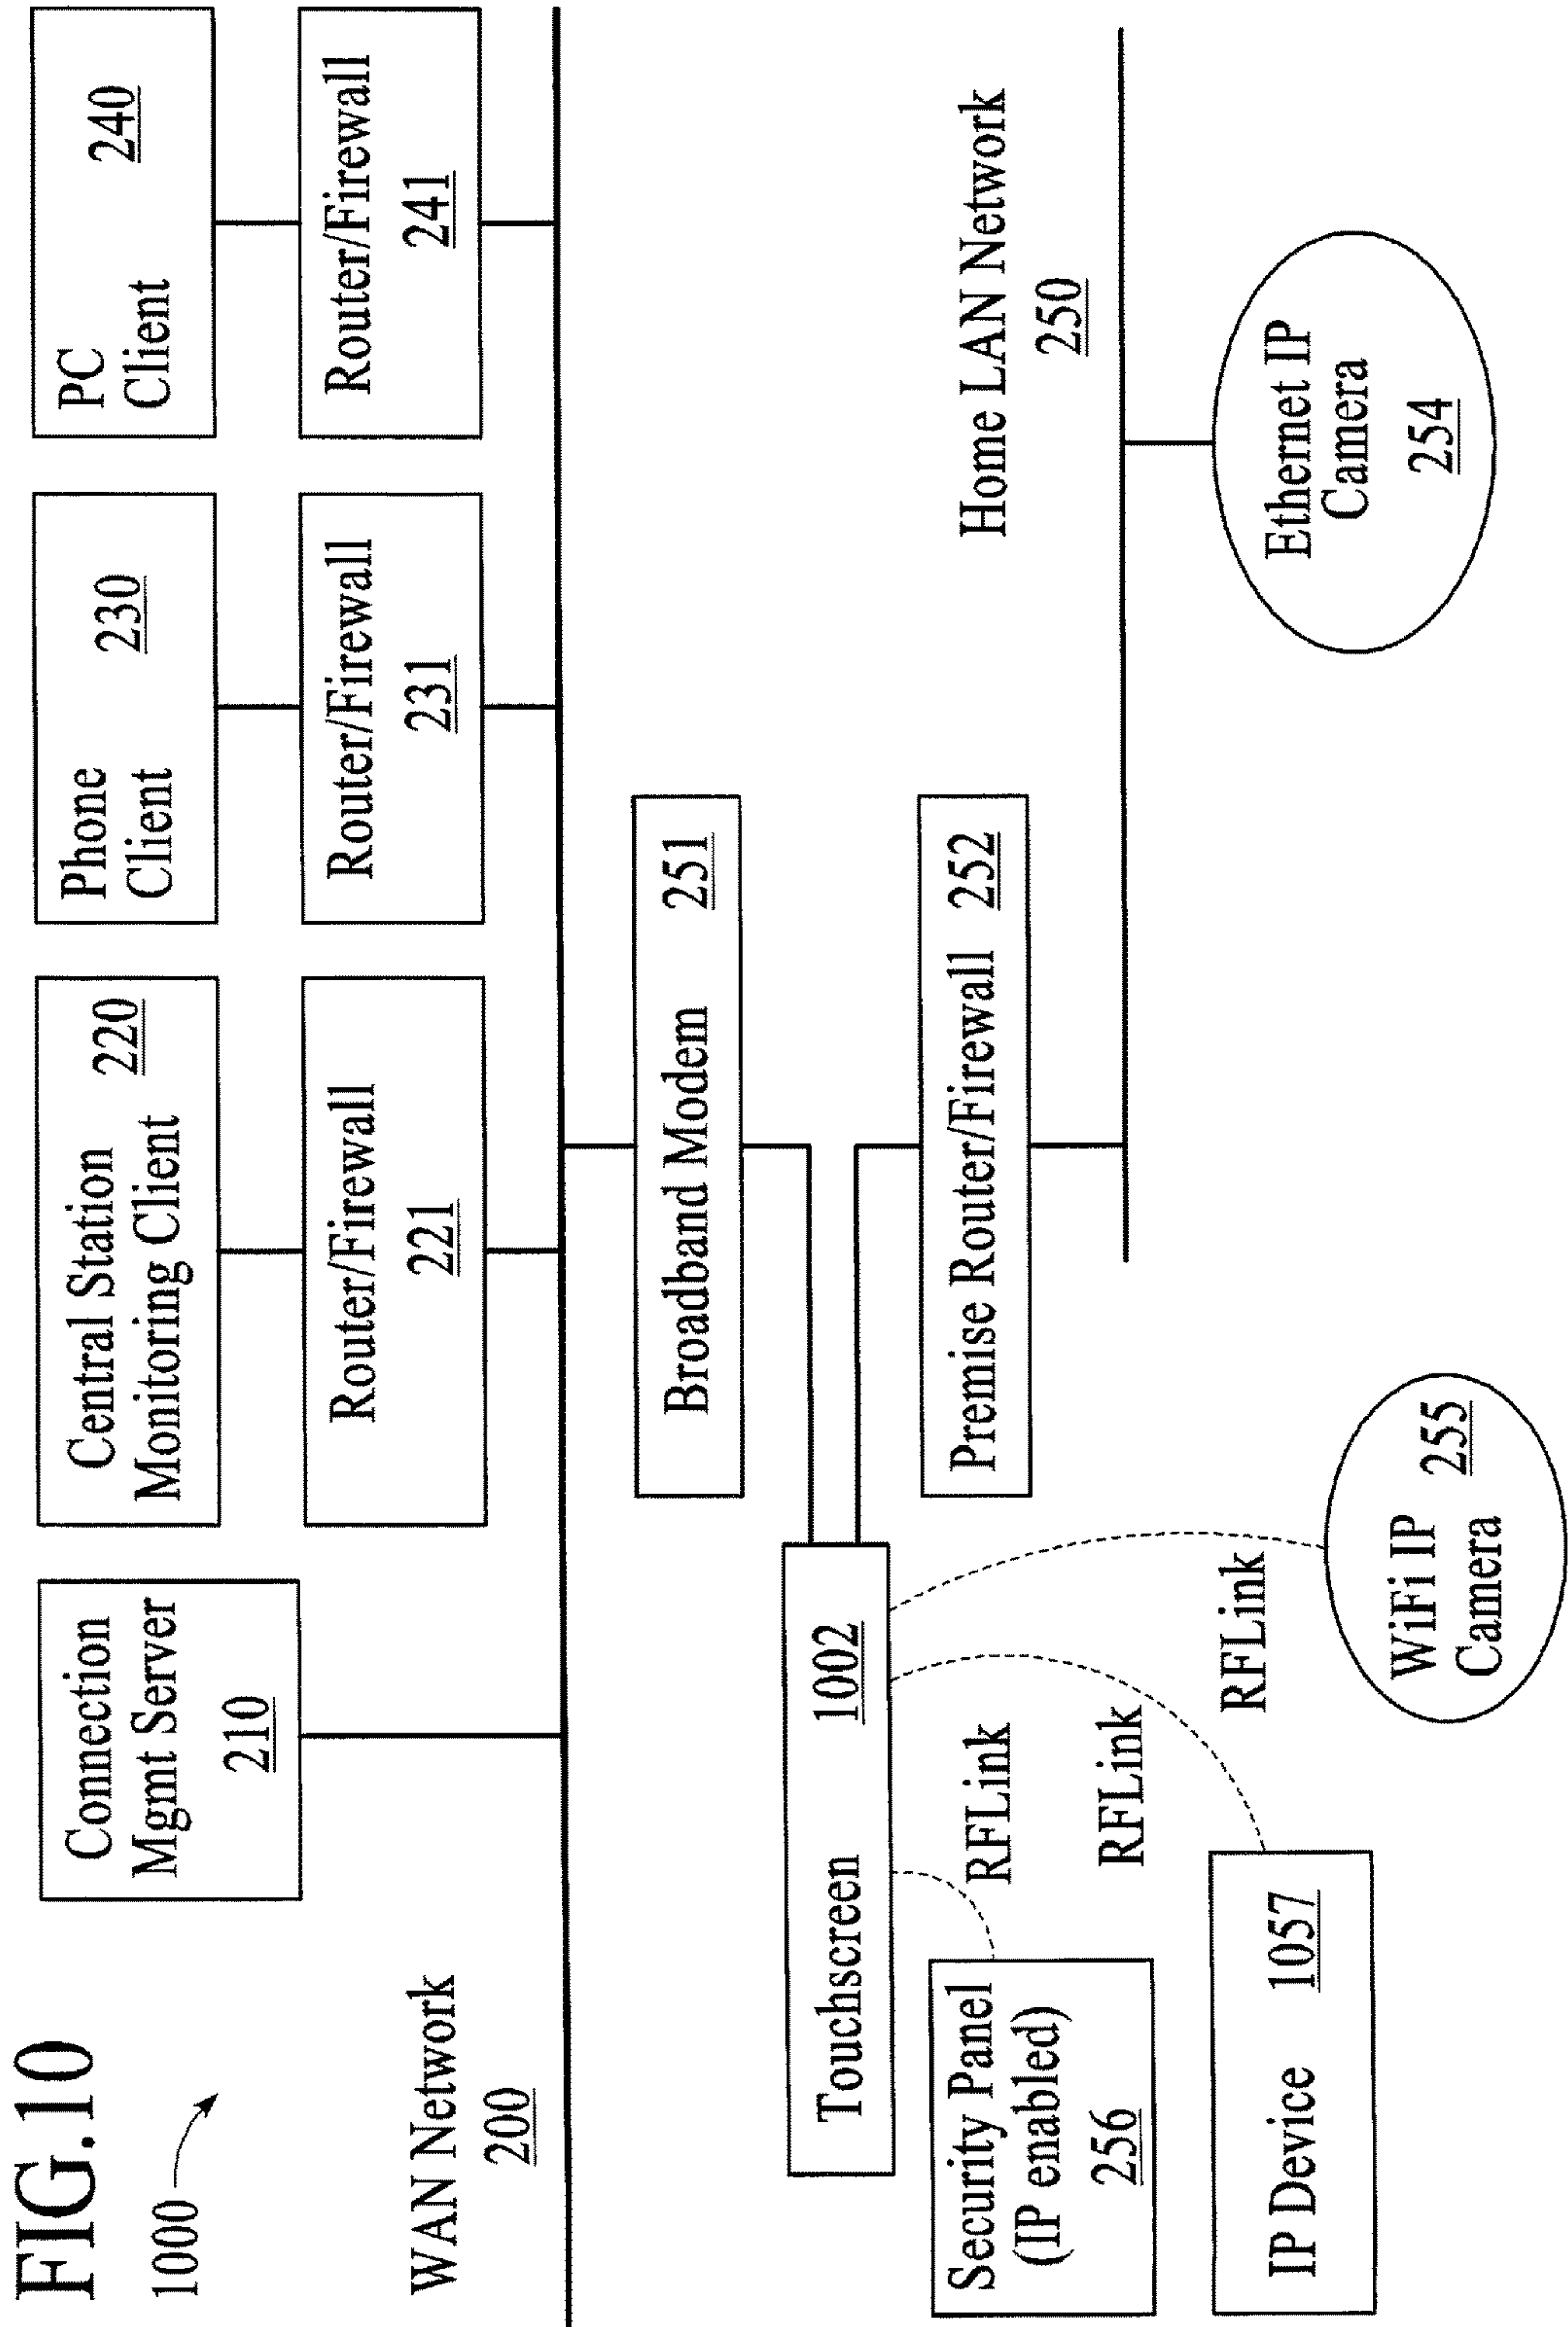 FIG.10
1000
Connection
Mgmt Server
210
Central Station
Monitoring Client
220
Phone
Client
230
PC
Client
240
Router/Firewall
221
Router/Firewall
231
Router/Firewall
241
WAN Network
200
Broadband Modem 251
Touchscreen 1002
Premise Router/Firewall 252
Home LAN Network
250
Security Panel
(IP enabled)
256
RFLink
RFLink
RFLink
IP Device 1057
WiFi IP
Camera
255
Ethernet IP
Camera
254